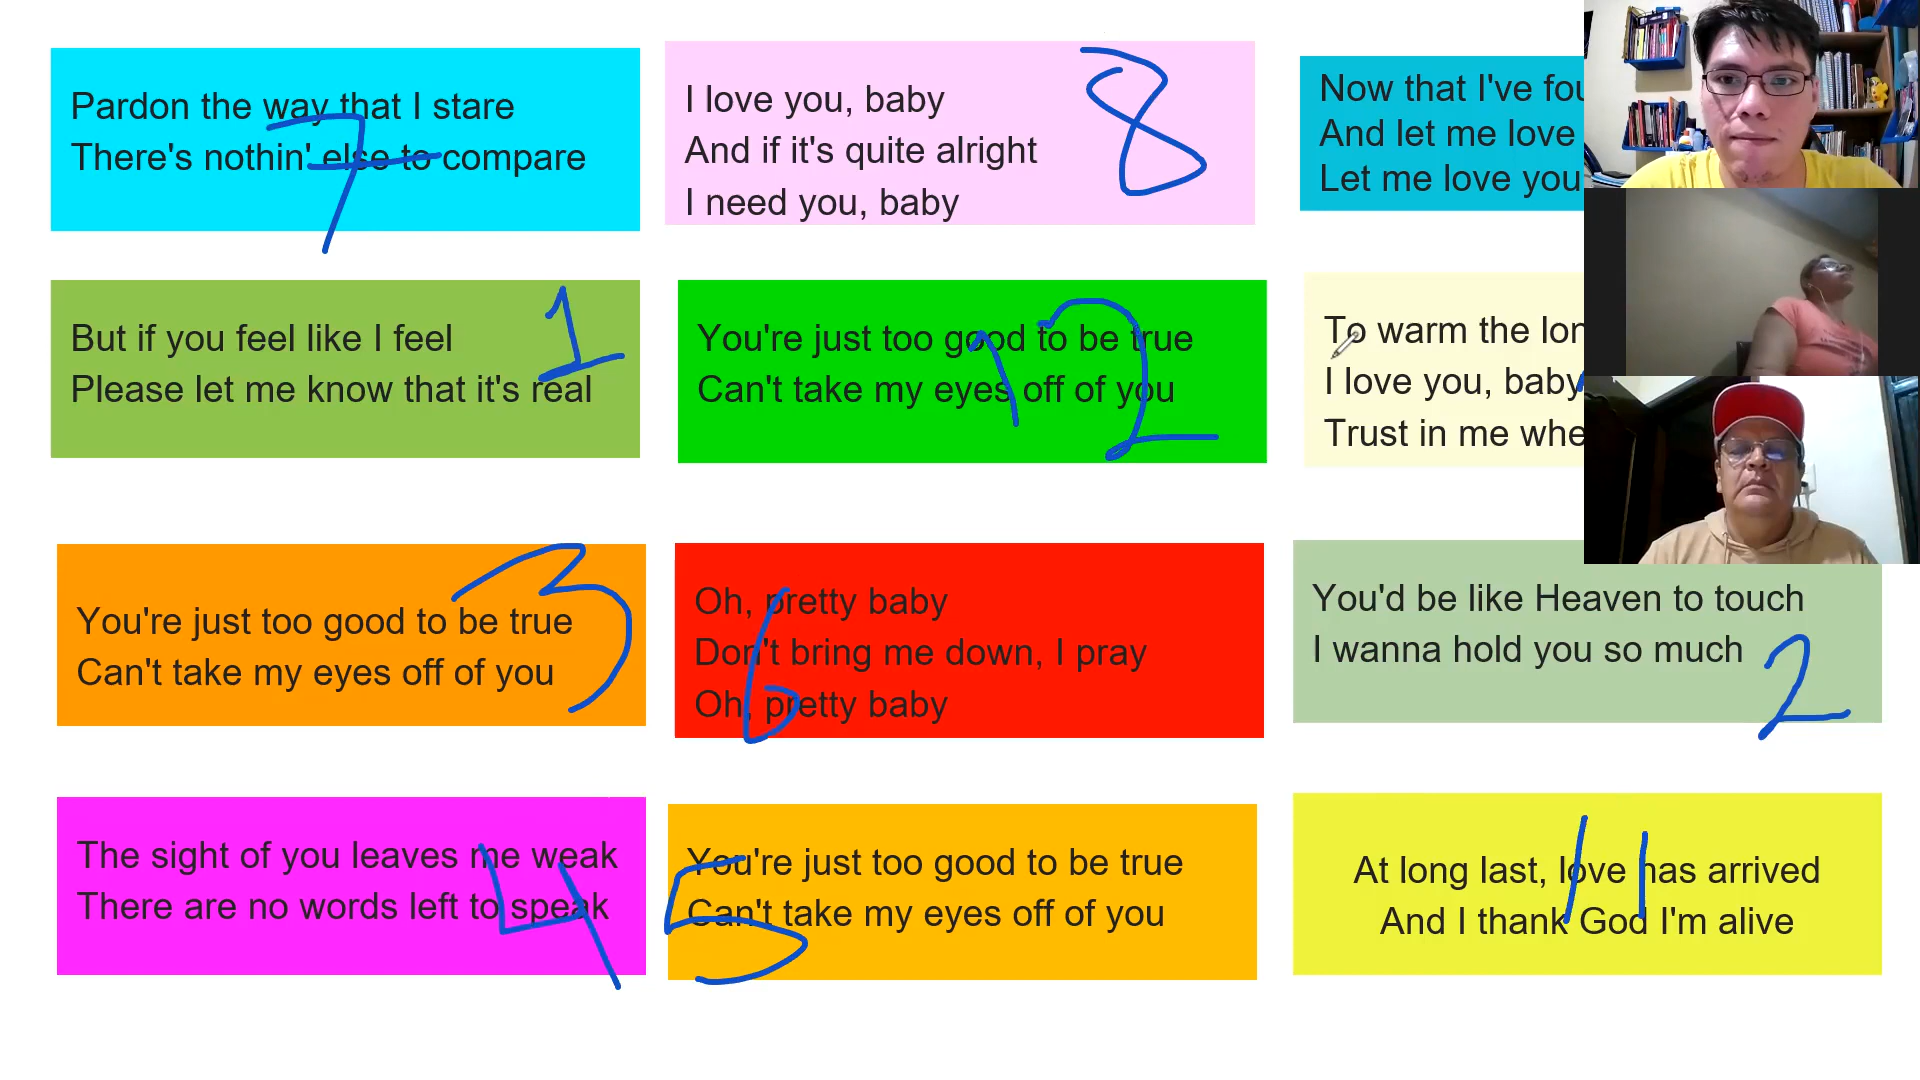 Pardon the way that I stare
There's nothin' else to compare
7
I love you, baby
And if it's quite alright
I need you, baby
8
Now that I've
And let me love
Let me love you
But if you feel like I feel
Please let me know that it's real
1
You're just too good to be true
Can't take my eyes off of you
12
To warm the
I love you, baby
Trust in me
You're just too good to be true
Can't take my eyes off of you
3
Oh, pretty baby
Don't bring me down, I pray
Oh, pretty baby
6
You'd be like Heaven to touch
I wanna hold you so much
2
The sight of you leaves me weak
There are no words left to speak
4
You're just too good to be true
Can't take my eyes off of you
5
At long last, love has arrived
And I thank God I'm alive
11